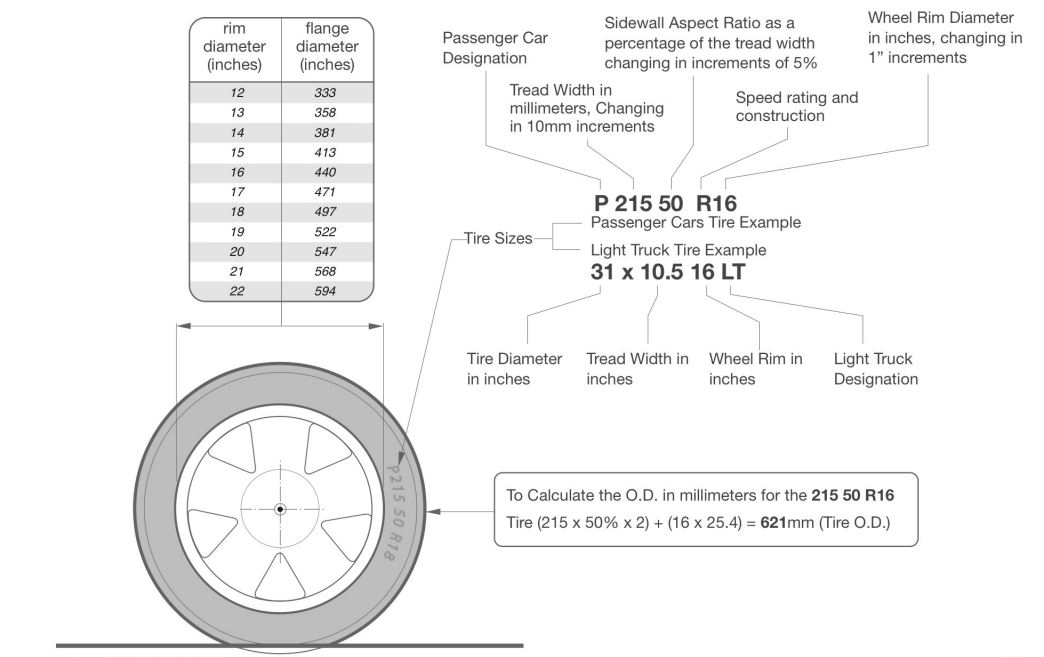 rim
diameter
(inches)
flange
diameter
(inches)
12 333
13 358
14 381
15 413
16 440
17 471
18 497
19 522
20 547
21 568
22 594
Passenger Car
Designation
Tread Width in
millimeters, Changing
in 10mm increments
Sidewall Aspect Ratio as a
percentage of the tread width
changing in increments of 5%
Speed rating and
construction
Wheel Rim Diameter
in inches, changing in
1” increments
P 215 50 R16
Passenger Cars Tire Example
Tire Sizes
Light Truck Tire Example
31 x 10.5 16 LT
Tire Diameter
in inches
Tread Width in
inches
Wheel Rim in
inches
Light Truck
Designation
P215 50 R18
To Calculate the O.D. in millimeters for the 215 50 R16
Tire (215 x 50% x 2) + (16 x 25.4) = 621mm (Tire O.D.)